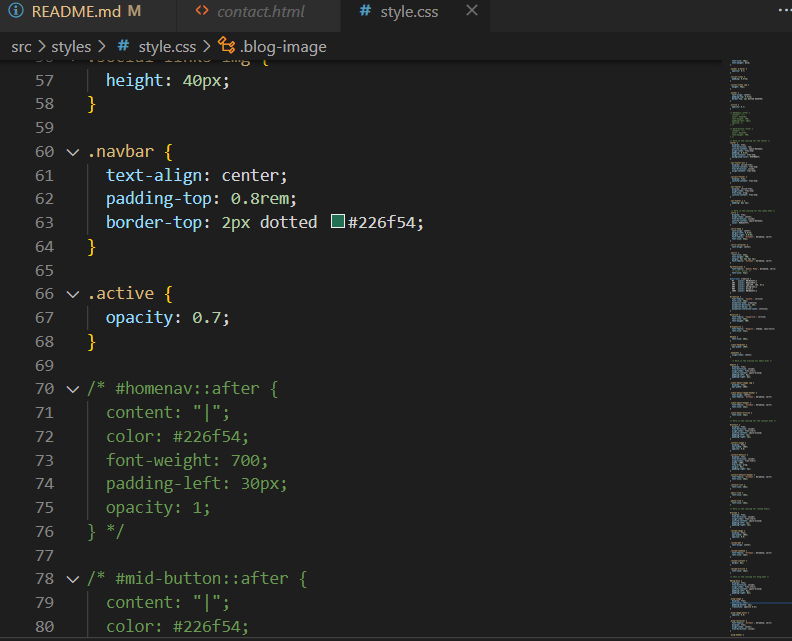 README.md M
contact.html
# style.css
src > styles > # style.css > .blog-image
56 .social-links img {
57 height: 40px;
58 }
59
60 .navbar {
61 text-align: center;
62 padding-top: 0.8rem;
63 border-top: 2px dotted #226f54;
64 }
65
66 .active {
67 opacity: 0.7;
68 }
69
70 /* #homenav::after {
71 content: "|";
72 color: #226f54;
73 font-weight: 700;
74 padding-left: 30px;
75 opacity: 1;
76 } */
77
78 /* #mid-button::after {
79 content: "|";
80 color: #226f54;